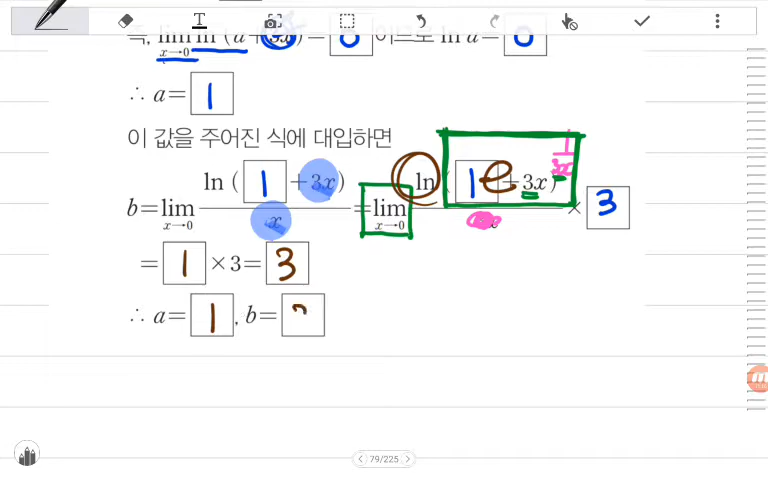 즉, lim ln (a+3x)= 0 이므로 ln a= 0
x→0
∴ a= 1
이 값을 주어진 식에 대입하면
b=lim ln ( 1 +3x) / x =lim ln ( 1 e +3x) × 3
x→0 x→0
= 1 ×3= 3
∴ a= 1 , b=
79/225